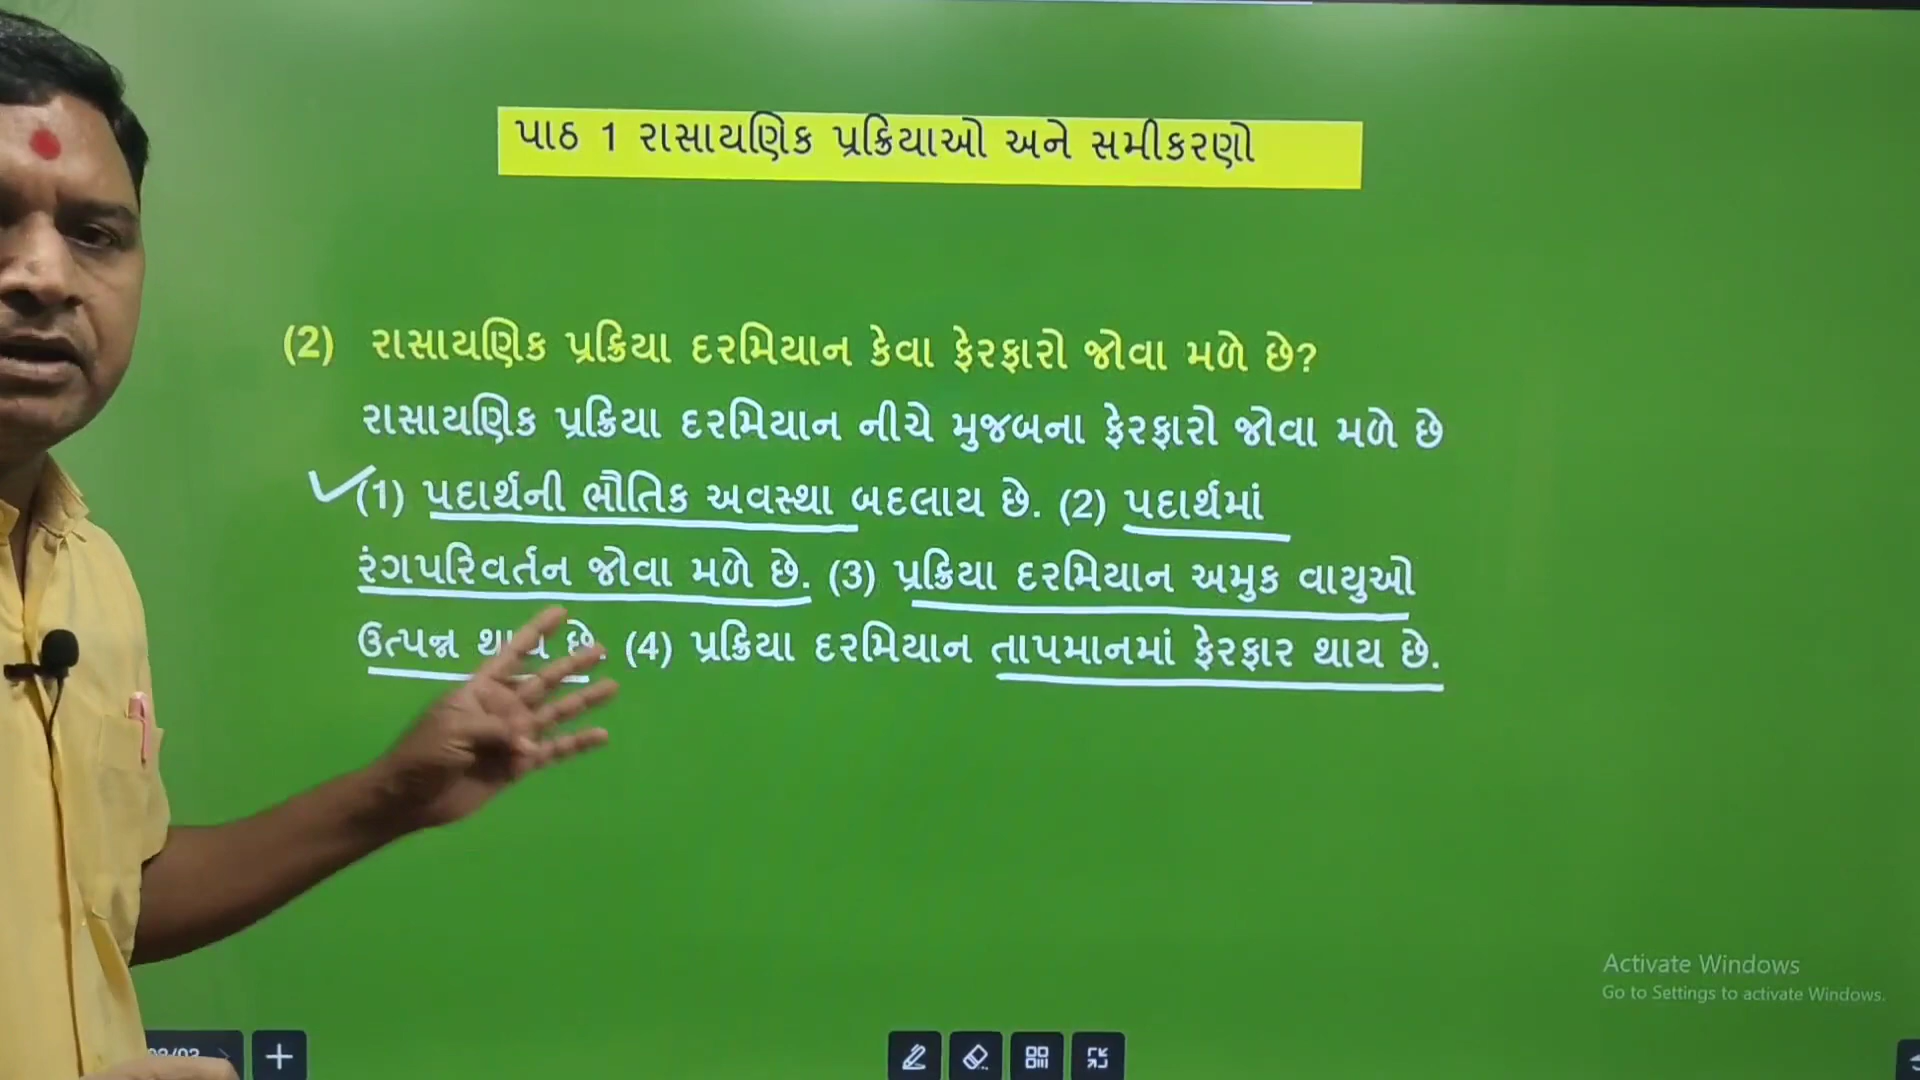 પાઠ 1 રાસાયણિક પ્રક્રિયાઓ અને સમીકરણો
(2) રાસાયણિક પ્રક્રિયા દરમિયાન કેવા ફેરફારો જોવા મળે છે?
રાસાયણિક પ્રક્રિયા દરમિયાન નીચે મુજબના ફેરફારો જોવા મળે છે
(1) પદાર્થની ભૌતિક અવસ્થા બદલાય છે. (2) પદાર્થમાં
રંગપરિવર્તન જોવા મળે છે. (3) પ્રક્રિયા દરમિયાન અમુક વાયુઓ
ઉત્પન્ન થાય છે. (4) પ્રક્રિયા દરમિયાન તાપમાનમાં ફેરફાર થાય છે.
Activate Windows
Go to Settings to activate Windows.